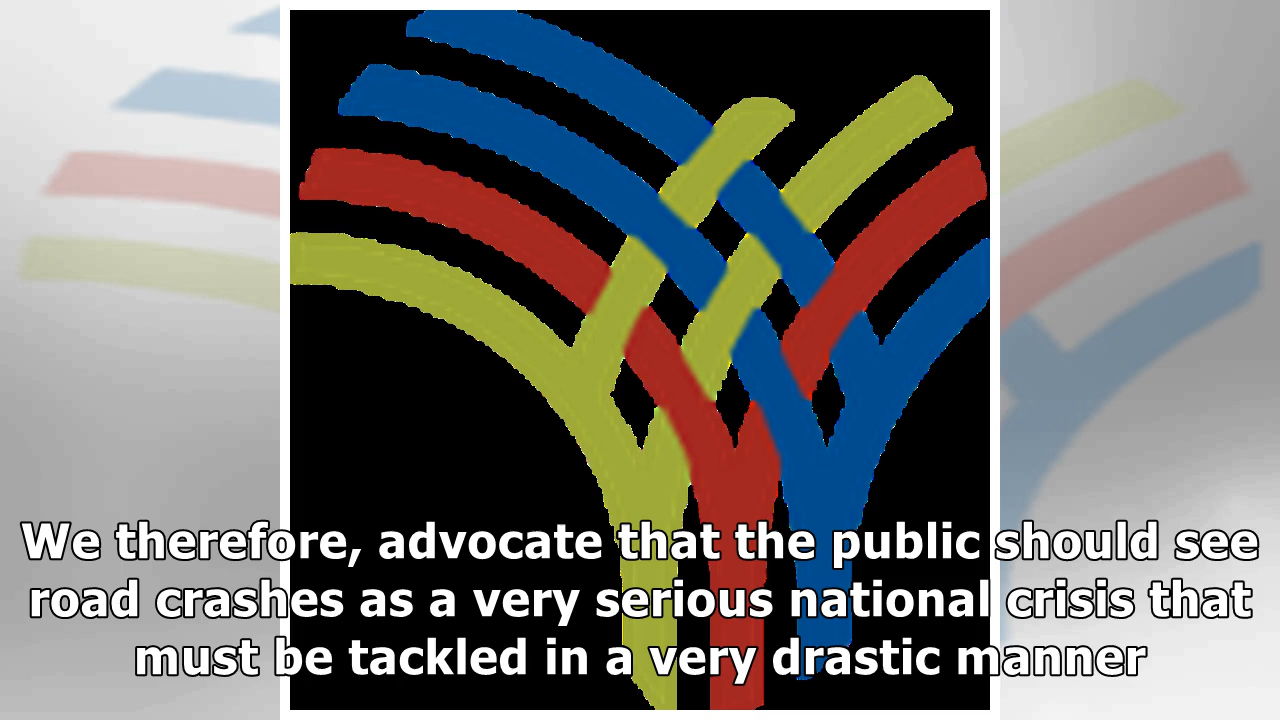 We therefore, advocate that the public should see
road crashes as a very serious national crisis that
must be tackled in a very drastic manner